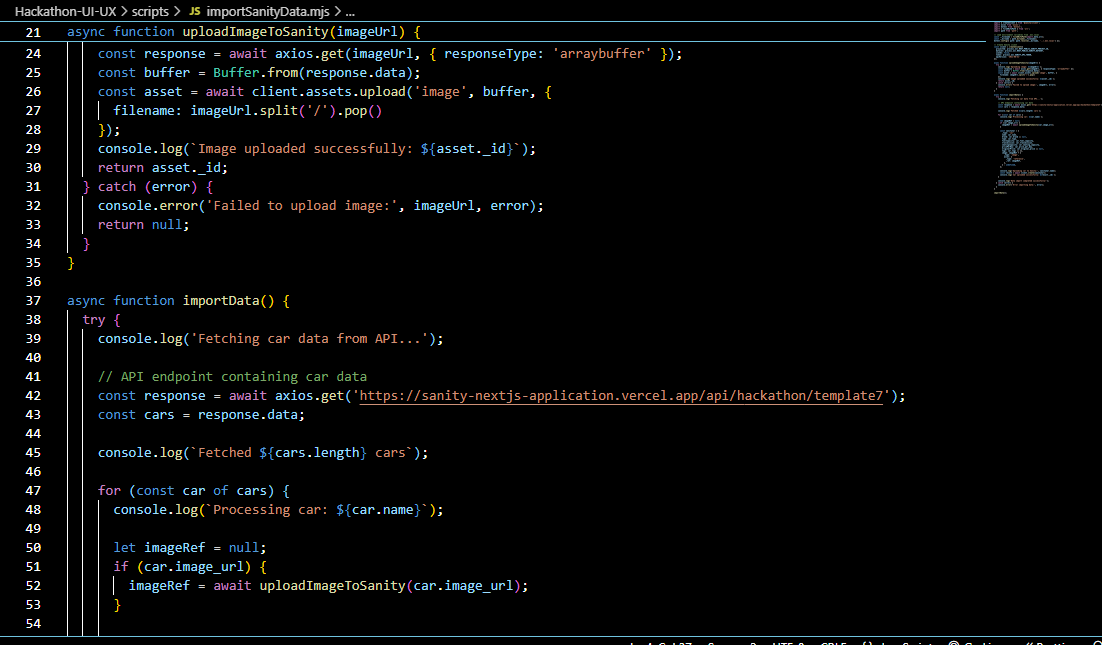 Hackathon-UI-UX > scripts > JS importSanityData.mjs > ...
21 async function uploadImageToSanity(imageUrl) {
24 const response = await axios.get(imageUrl, { responseType: 'arraybuffer' });
25 const buffer = Buffer.from(response.data);
26 const asset = await client.assets.upload('image', buffer, {
27 filename: imageUrl.split('/').pop()
28 });
29 console.log(`Image uploaded successfully: ${asset._id}`);
30 return asset._id;
31 } catch (error) {
32 console.error('Failed to upload image:', imageUrl, error);
33 return null;
34 }
35 }
36
37 async function importData() {
38 try {
39 console.log('Fetching car data from API...');
40
41 // API endpoint containing car data
42 const response = await axios.get('https://sanity-nextjs-application.vercel.app/api/hackathon/template7');
43 const cars = response.data;
44
45 console.log(`Fetched ${cars.length} cars`);
46
47 for (const car of cars) {
48 console.log(`Processing car: ${car.name}`);
49
50 let imageRef = null;
51 if (car.image_url) {
52 imageRef = await uploadImageToSanity(car.image_url);
53 }
54